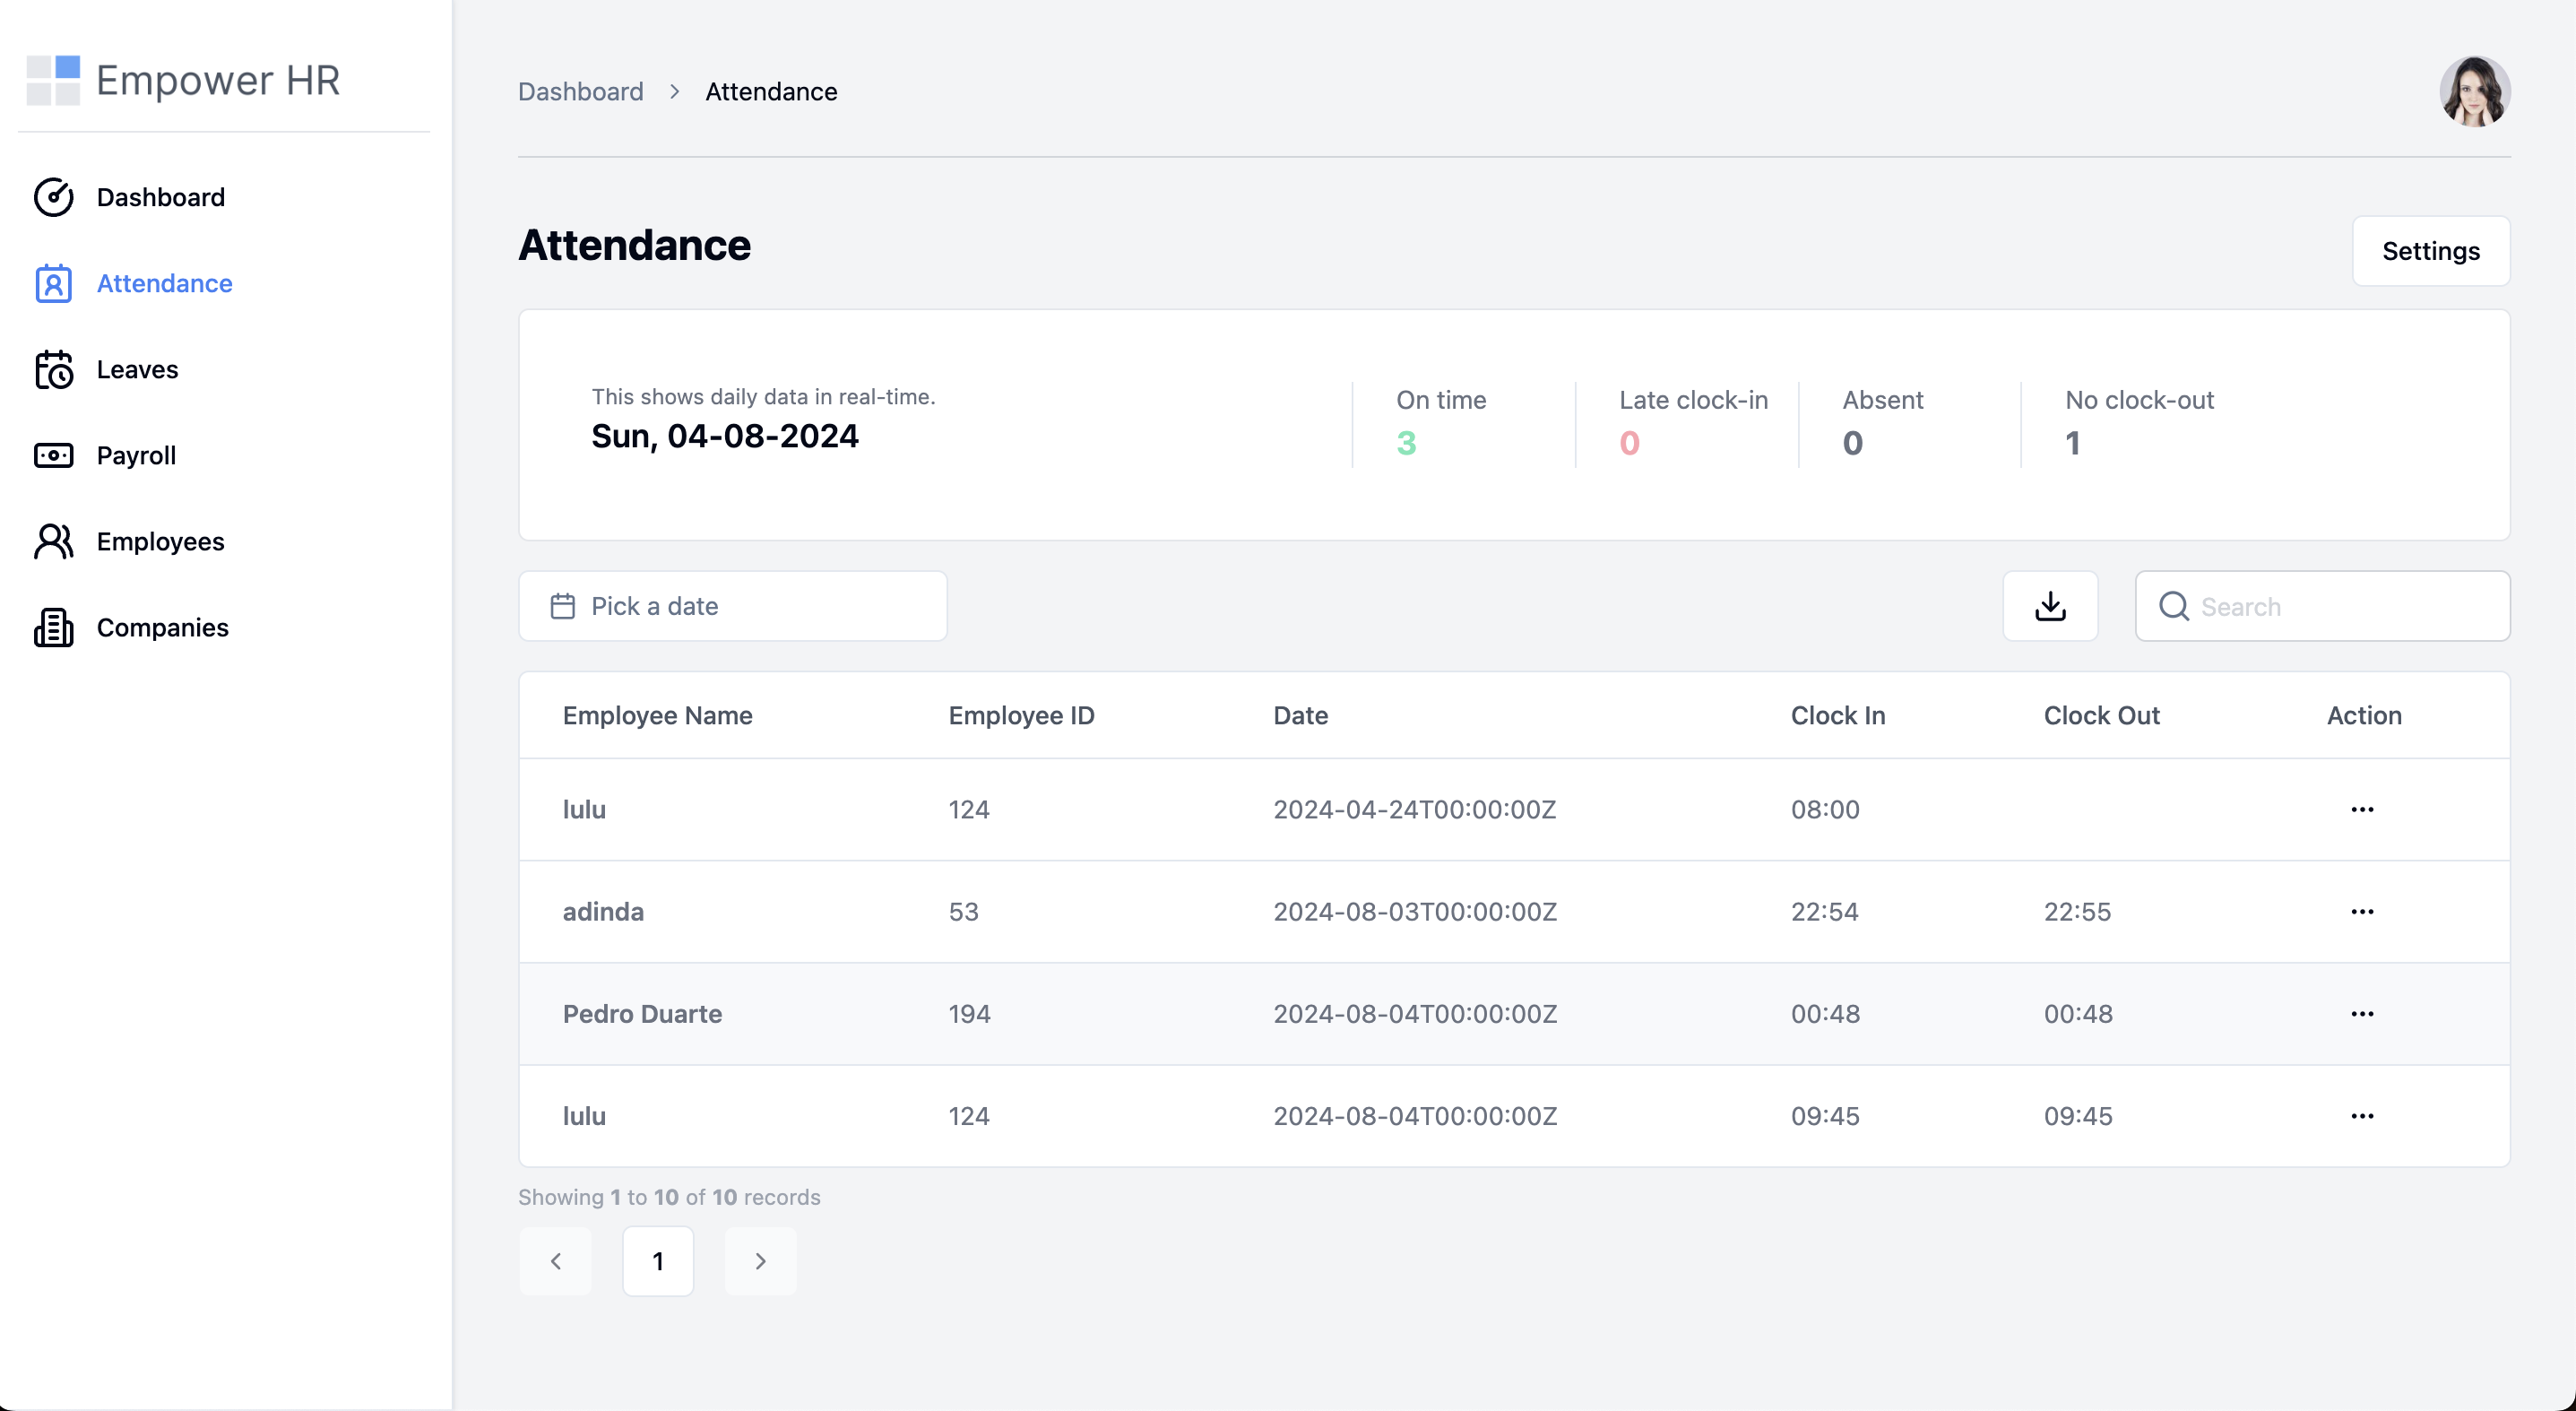 Empower HR
Dashboard
Attendance
Leaves
Payroll
Employees
Companies
Dashboard > Attendance
Attendance
Settings
This shows daily data in real-time.
Sun, 04-08-2024
On time Late clock-in Absent No clock-out
3 0 0 1
Pick a date
Search
Employee Name Employee ID Date Clock In Clock Out Action
lulu 124 2024-04-24T00:00:00Z 08:00 ...
adinda 53 2024-08-03T00:00:00Z 22:54 22:55 ...
Pedro Duarte 194 2024-08-04T00:00:00Z 00:48 00:48 ...
lulu 124 2024-08-04T00:00:00Z 09:45 09:45 ...
Showing 1 to 10 of 10 records
< 1 >